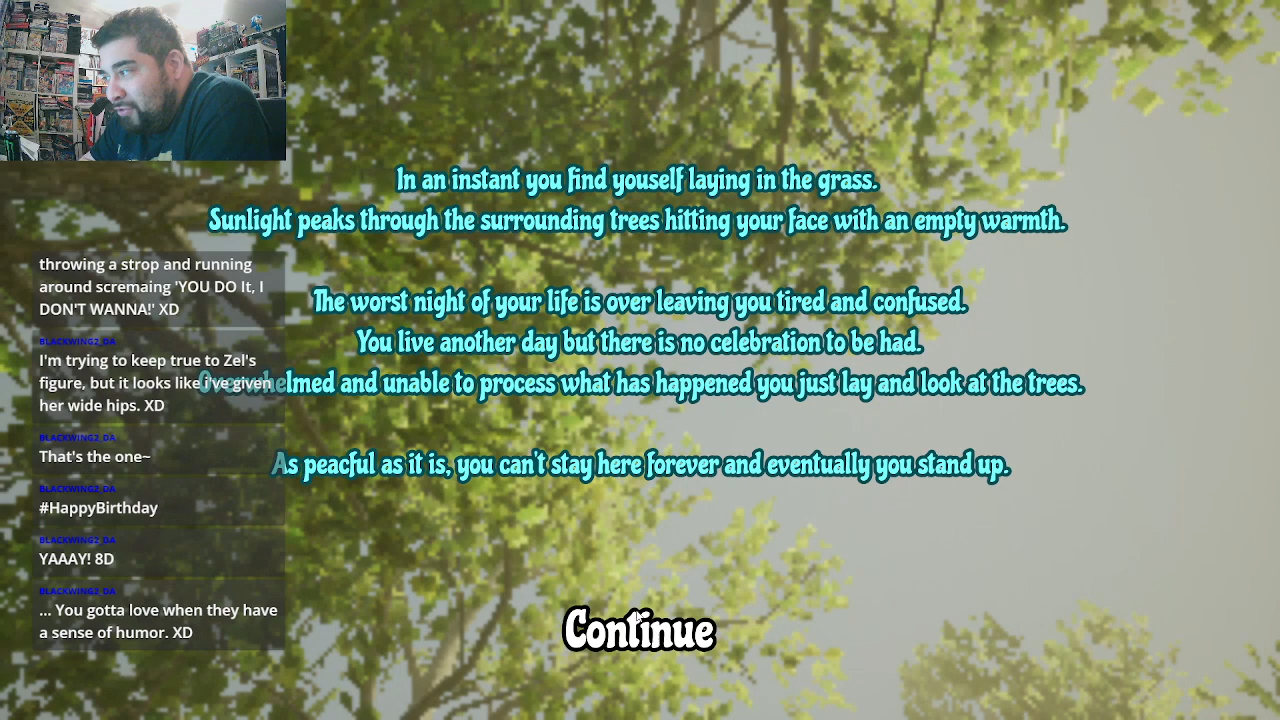 In an instant you find youself laying in the grass.
Sunlight peaks through the surrounding trees hitting your face with an empty warmth.
The worst night of your life is over leaving you tired and confused.
You live another day but there is no celebration to be had.
Overwhelmed and unable to process what has happened you just lay and look at the trees.
As peacful as it is, you can't stay here forever and eventually you stand up.
Continue
throwing a strop and running
around scremaing 'YOU DO It, I
DON'T WANNA!' XD
BLACKWING2_DA
I'm trying to keep true to Zel's
figure, but it looks like i've given
her wide hips. XD
BLACKWING2_DA
That's the one~
BLACKWING2_DA
#HappyBirthday
BLACKWING2_DA
YAAAY! 8D
BLACKWING2_DA
... You gotta love when they have
a sense of humor. XD